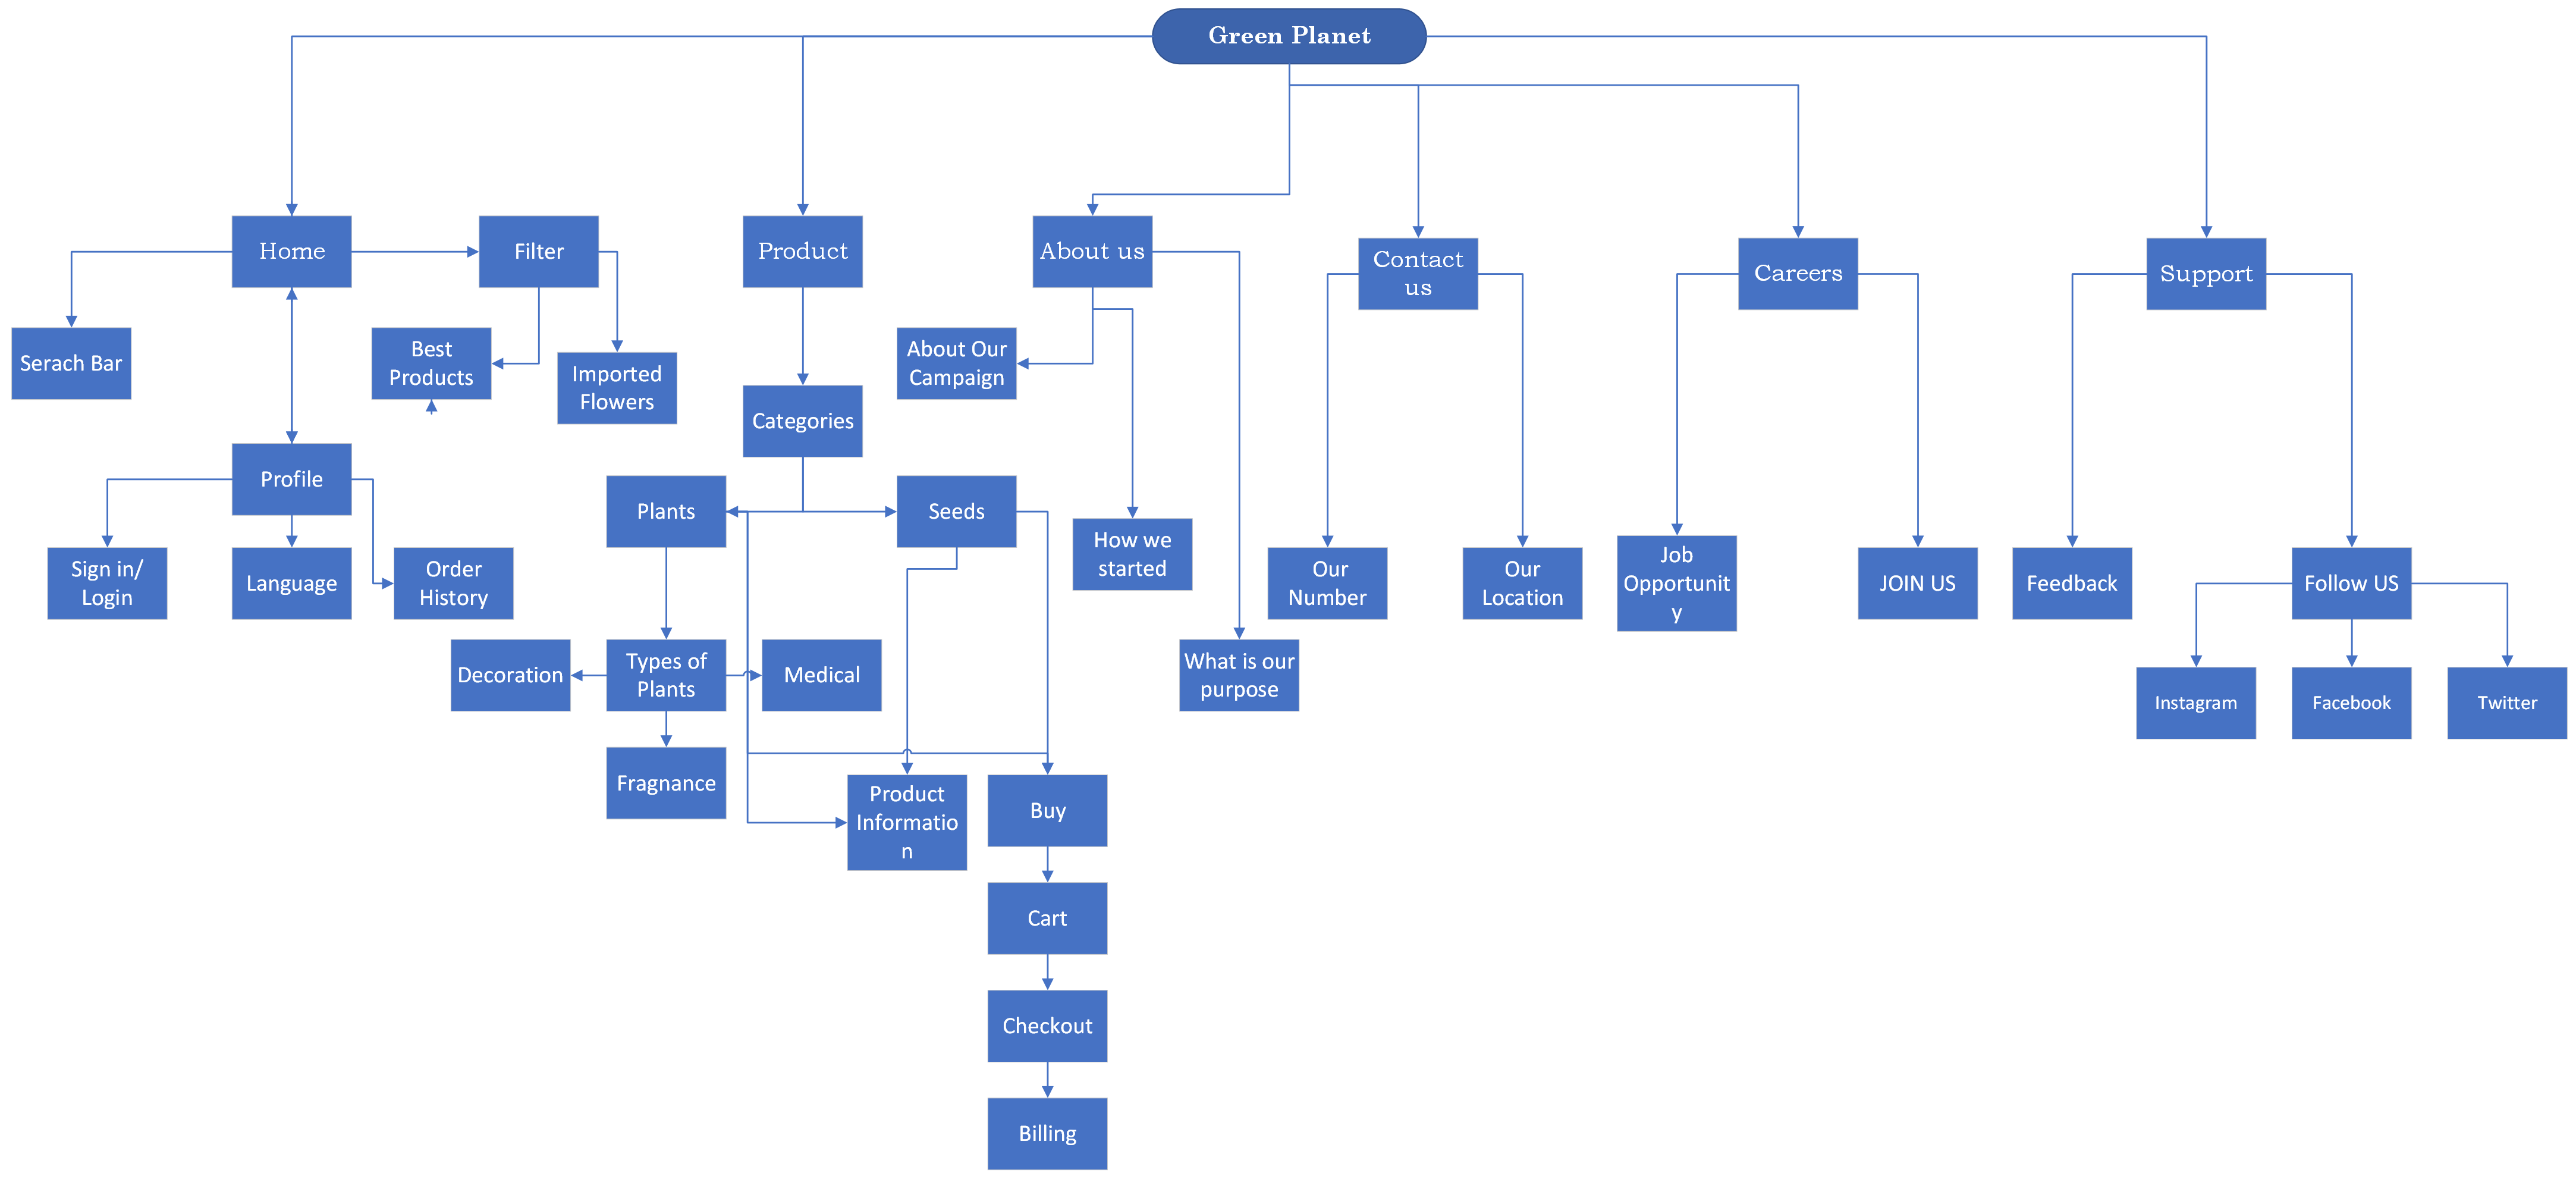 Green Planet
Home
Filter
Product
About us
Contact
us
Careers
Support
Serach Bar
Best
Products
Imported
Flowers
About Our
Campaign
Categories
Profile
Plants
Seeds
How we
started
Sign in/
Login
Language
Order
History
Our
Number
Our
Location
Job
Opportunit
y
JOIN US
Feedback
Follow US
Decoration
Types of
Plants
Medical
What is our
purpose
Instagram
Facebook
Twitter
Fragnance
Product
Informatio
n
Buy
Cart
Checkout
Billing